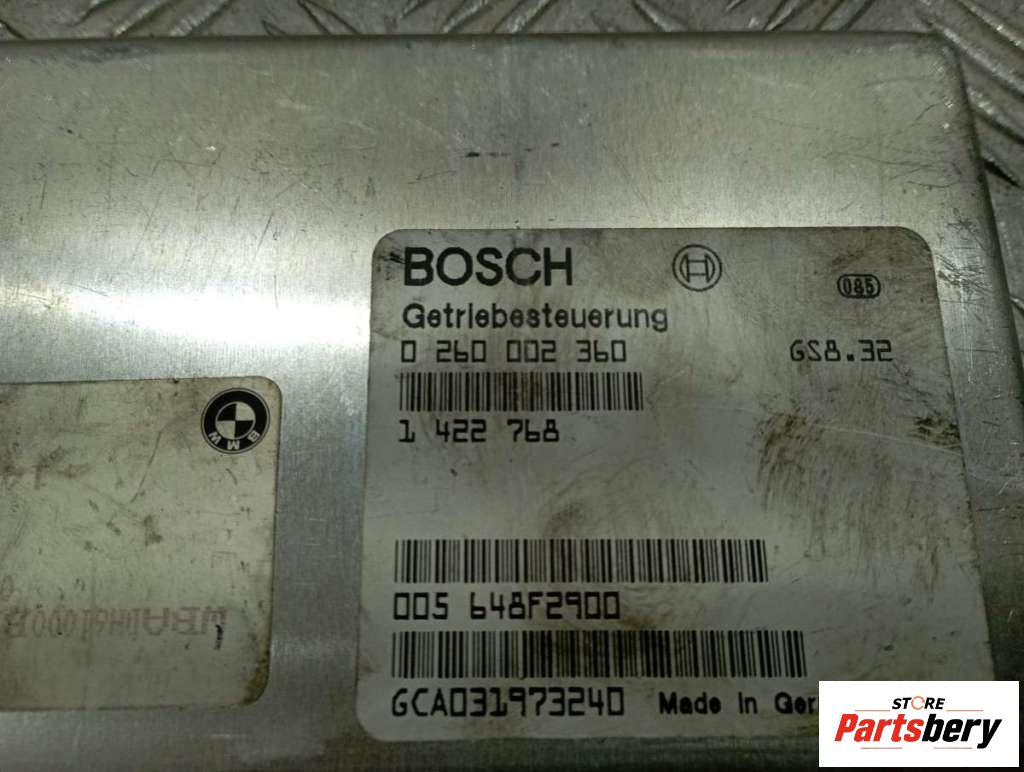 BOSCH
085
Getriebesteuerung
0 260 002 360 GS8.32
1 422 768
BMW
005 648F2900
GCA031973240 Made in Ger
STORE
Partsbery